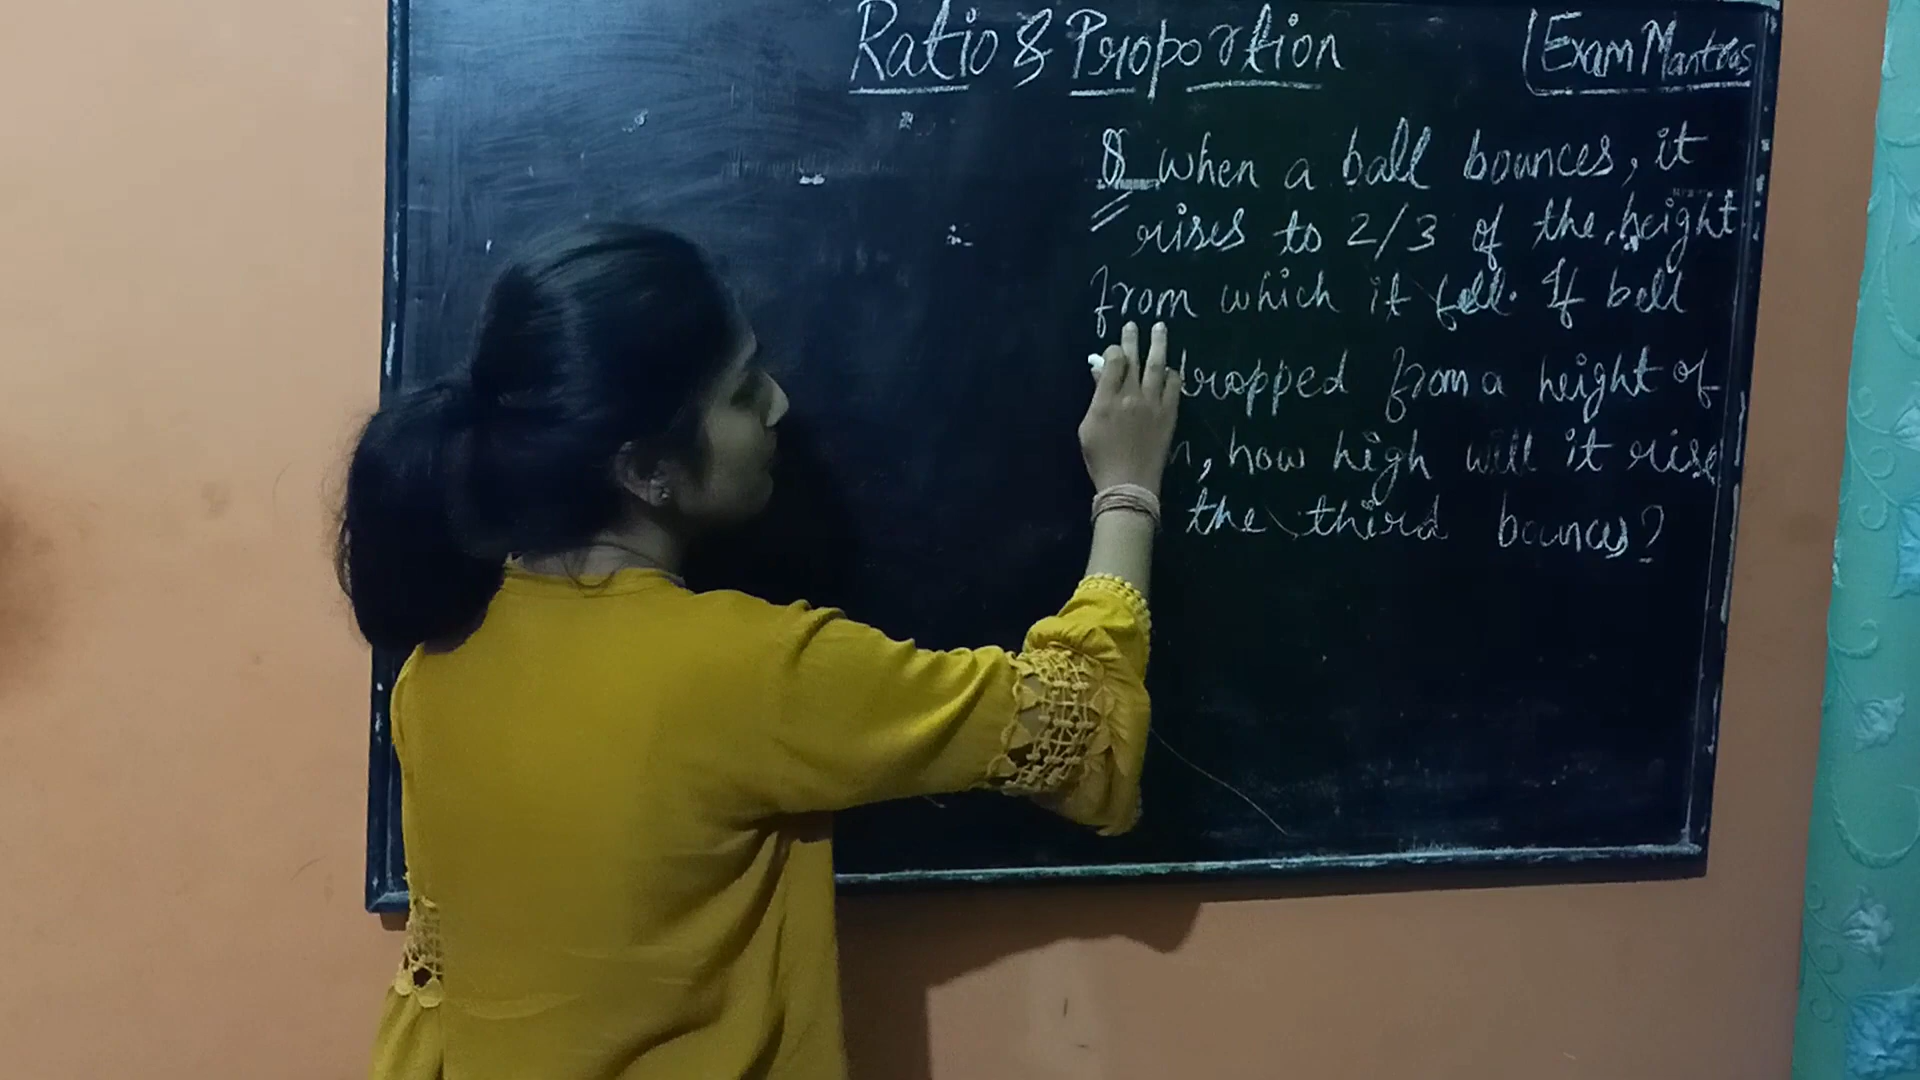 Ratio & Proportion
Exam Mantras
Q when a ball bounces, it
rises to 2/3 of the height
from which it fell. If ball
dropped from a height of
, how high will it rise
the third bounces?